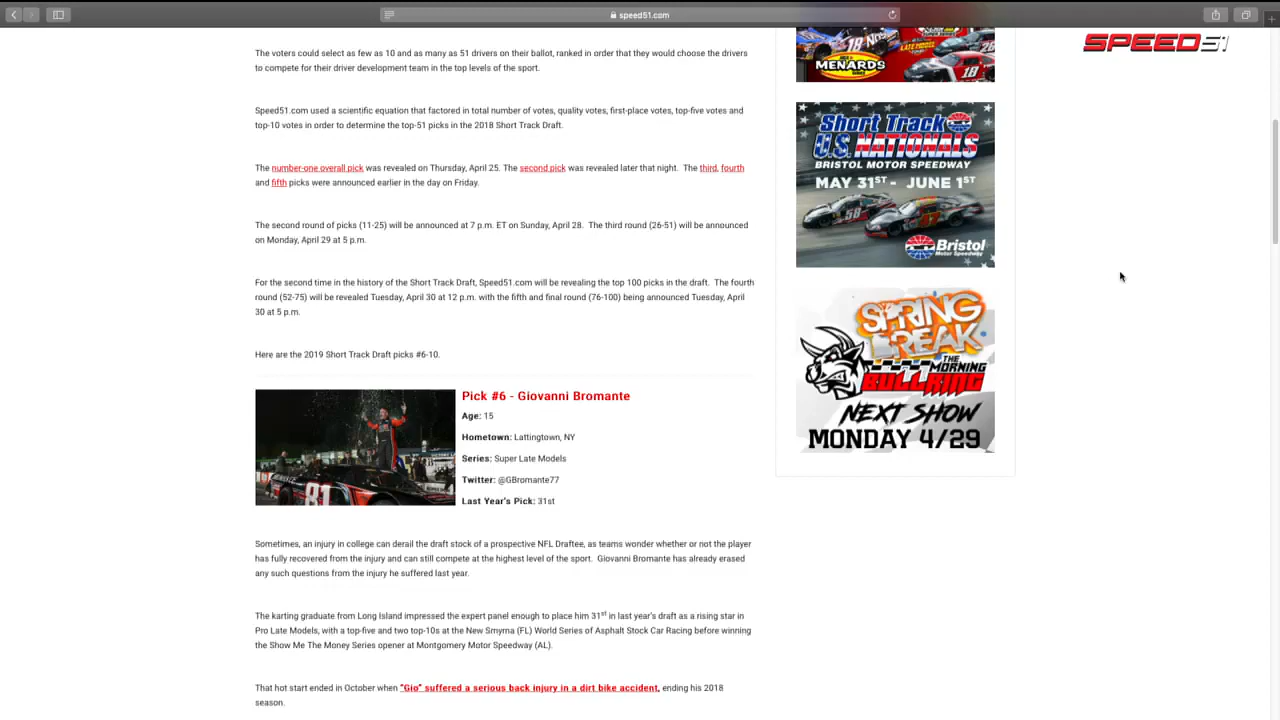 speed51.com
The voters could select as few as 10 and as many as 51 drivers on their ballot, ranked in order that they would choose the drivers
to compete for their driver development team in the top levels of the sport.
Speed51.com used a scientific equation that factored in total number of votes, quality votes, first-place votes, top-five votes and
top-10 votes in order to determine the top-51 picks in the 2018 Short Track Draft.
The number-one overall pick was revealed on Thursday, April 25. The second pick was revealed later that night.  The third, fourth
and fifth picks were announced earlier in the day on Friday.
The second round of picks (11-25) will be announced at 7 p.m. ET on Sunday, April 28.  The third round (26-51) will be announced
on Monday, April 29 at 5 p.m.
For the second time in the history of the Short Track Draft, Speed51.com will be revealing the top 100 picks in the draft.  The fourth
round (52-75) will be revealed Tuesday, April 30 at 12 p.m. with the fifth and final round (76-100) being announced Tuesday, April
30 at 5 p.m.
Here are the 2019 Short Track Draft picks #6-10.
Pick #6 - Giovanni Bromante
Age: 15
Hometown: Lattingtown, NY
Series: Super Late Models
Twitter: @GBromante77
Last Year's Pick: 31st
81
Sometimes, an injury in college can derail the draft stock of a prospective NFL Draftee, as teams wonder whether or not the player
has fully recovered from the injury and can still compete at the highest level of the sport.  Giovanni Bromante has already erased
any such questions from the injury he suffered last year.
The karting graduate from Long Island impressed the expert panel enough to place him 31st in last year's draft as a rising star in
Pro Late Models, with a top-five and two top-10s at the New Smyrna (FL) World Series of Asphalt Stock Car Racing before winning
the Show Me The Money Series opener at Montgomery Motor Speedway (AL).
That hot start ended in October when "Gio" suffered a serious back injury in a dirt bike accident, ending his 2018
season.
18 NOS
MENARDS
18
Short Track
U.S. NATIONALS
BRISTOL MOTOR SPEEDWAY
MAY 31ST - JUNE 1ST
58
47
Bristol
Motor Speedway
SPRING
BREAK
THE
MORNING
BULLRING
NEXT SHOW
MONDAY 4/29
SPEED51